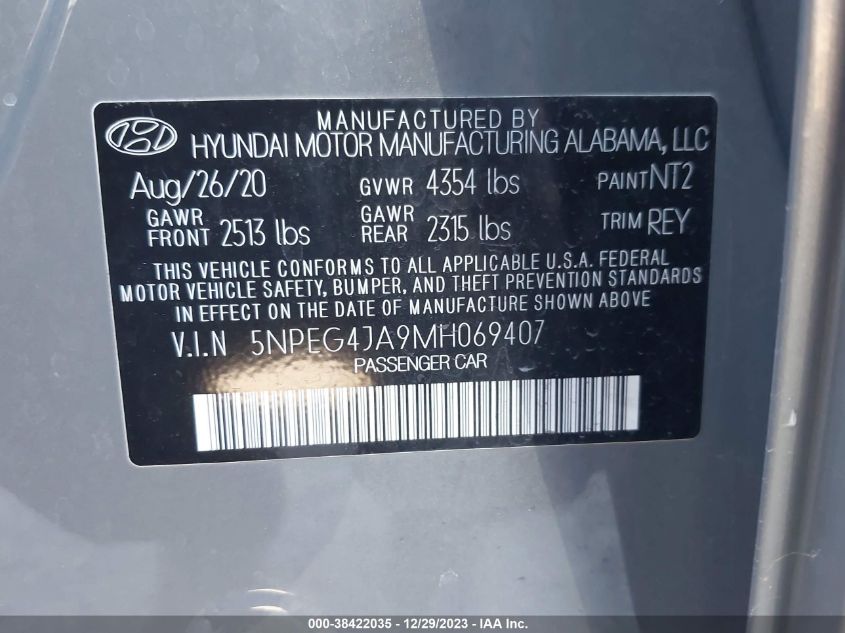 MANUFACTURED BY
HYUNDAI MOTOR MANUFACTURING ALABAMA, LLC
Aug/26/20 GVWR 4354 lbs PAINT NT2
GAWR FRONT 2513 lbs GAWR REAR 2315 lbs TRIM REY
THIS VEHICLE CONFORMS TO ALL APPLICABLE U.S.A. FEDERAL
MOTOR VEHICLE SAFETY, BUMPER, AND THEFT PREVENTION STANDARDS
IN EFFECT ON THE DATE OF MANUFACTURE SHOWN ABOVE
V.I.N 5NPEG4JA9MH069407
PASSENGER CAR
000-38422035 - 12/29/2023 - IAA Inc.